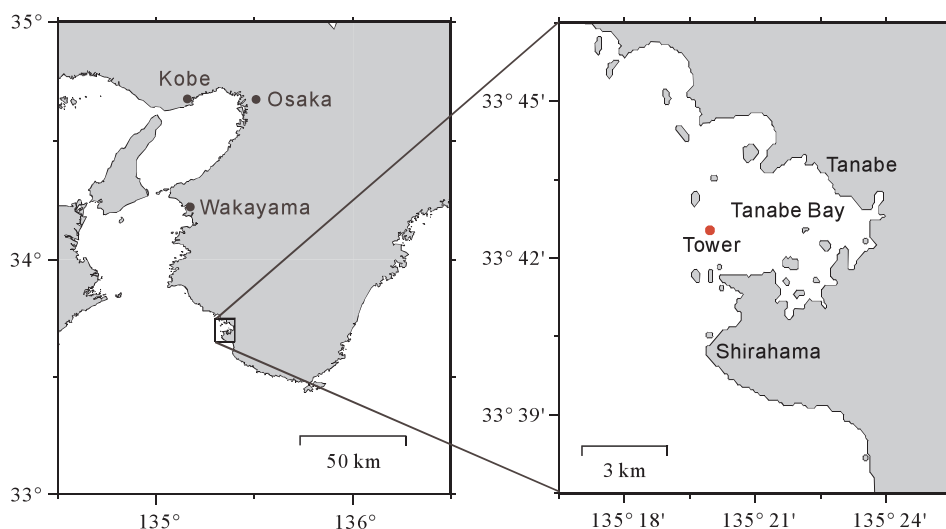 35°
34°
33°
135°
136°
Kobe
Osaka
Wakayama
50 km
33° 45'
33° 42'
33° 39'
135° 18'
135° 21'
135° 24'
Tanabe
Tanabe Bay
Tower
Shirahama
3 km